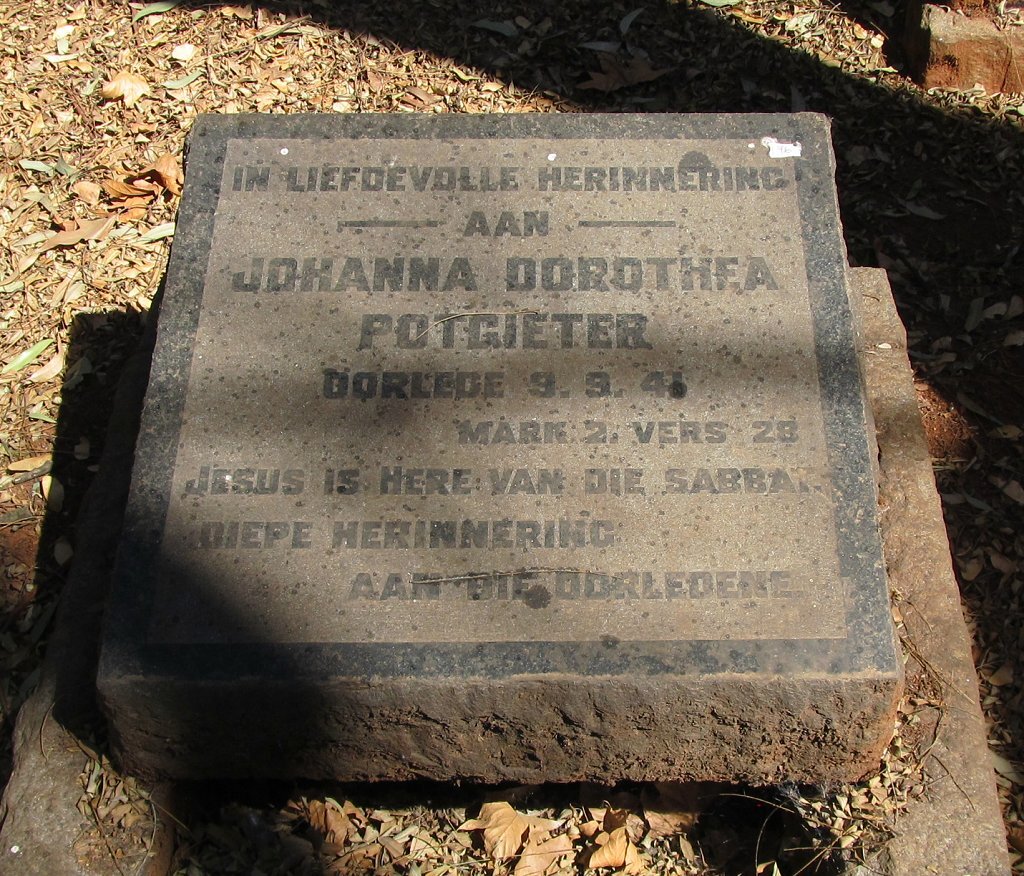 IN LIEFDEVOLLE HERINNERING
AAN
JOHANNA DOROTHEA
POTGIETER
OORLEDE 9. 9. 41
MARK 2. VERS 28
JESUS IS HERE VAN DIE
DIEPE HERINNERING
AAN DIE OORLEDENE.